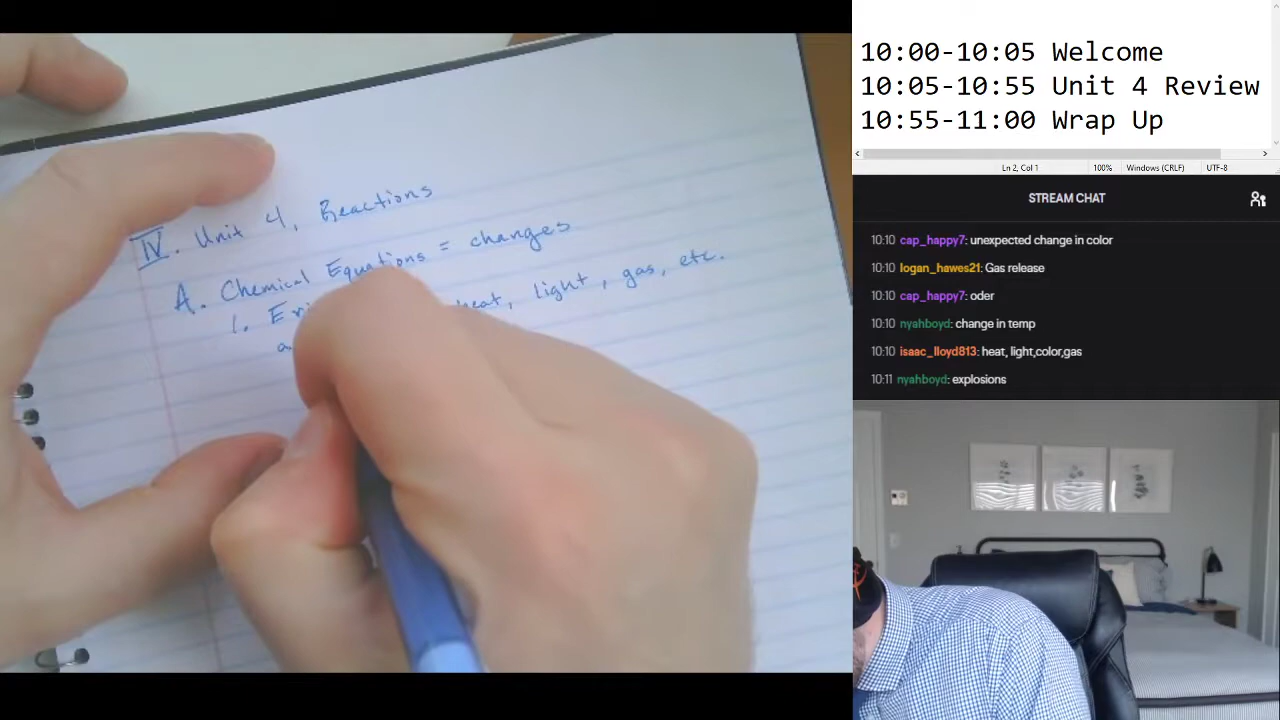 IV. Unit 4, Reactions
A. Chemical Equations = changes
1. heat, light, gas, etc.
a
10:00-10:05 Welcome
10:05-10:55 Unit 4 Review
10:55-11:00 Wrap Up
Ln 2, Col 1 100% Windows (CRLF) UTF-8
STREAM CHAT
10:10 cap_happy7: unexpected change in color
10:10 logan_hawes21: Gas release
10:10 cap_happy7: oder
10:10 nyahboyd: change in temp
10:10 isaac_lloyd813: heat, light,color,gas
10:11 nyahboyd: explosions